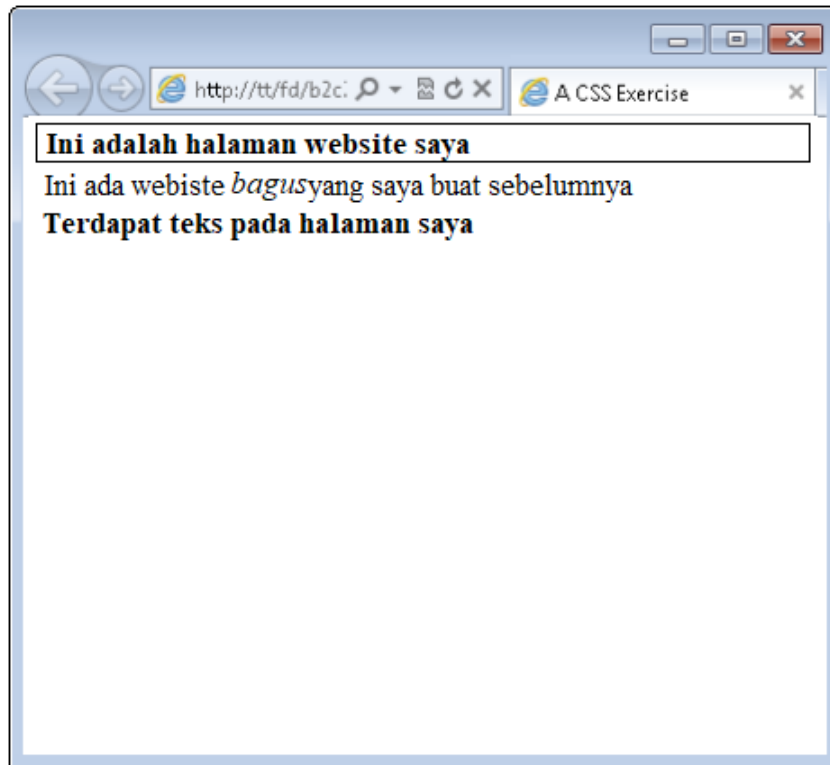 http://tt/fd/b2c
A CSS Exercise
Ini adalah halaman website saya
Ini ada webiste bagusyang saya buat sebelumnya
Terdapat teks pada halaman saya